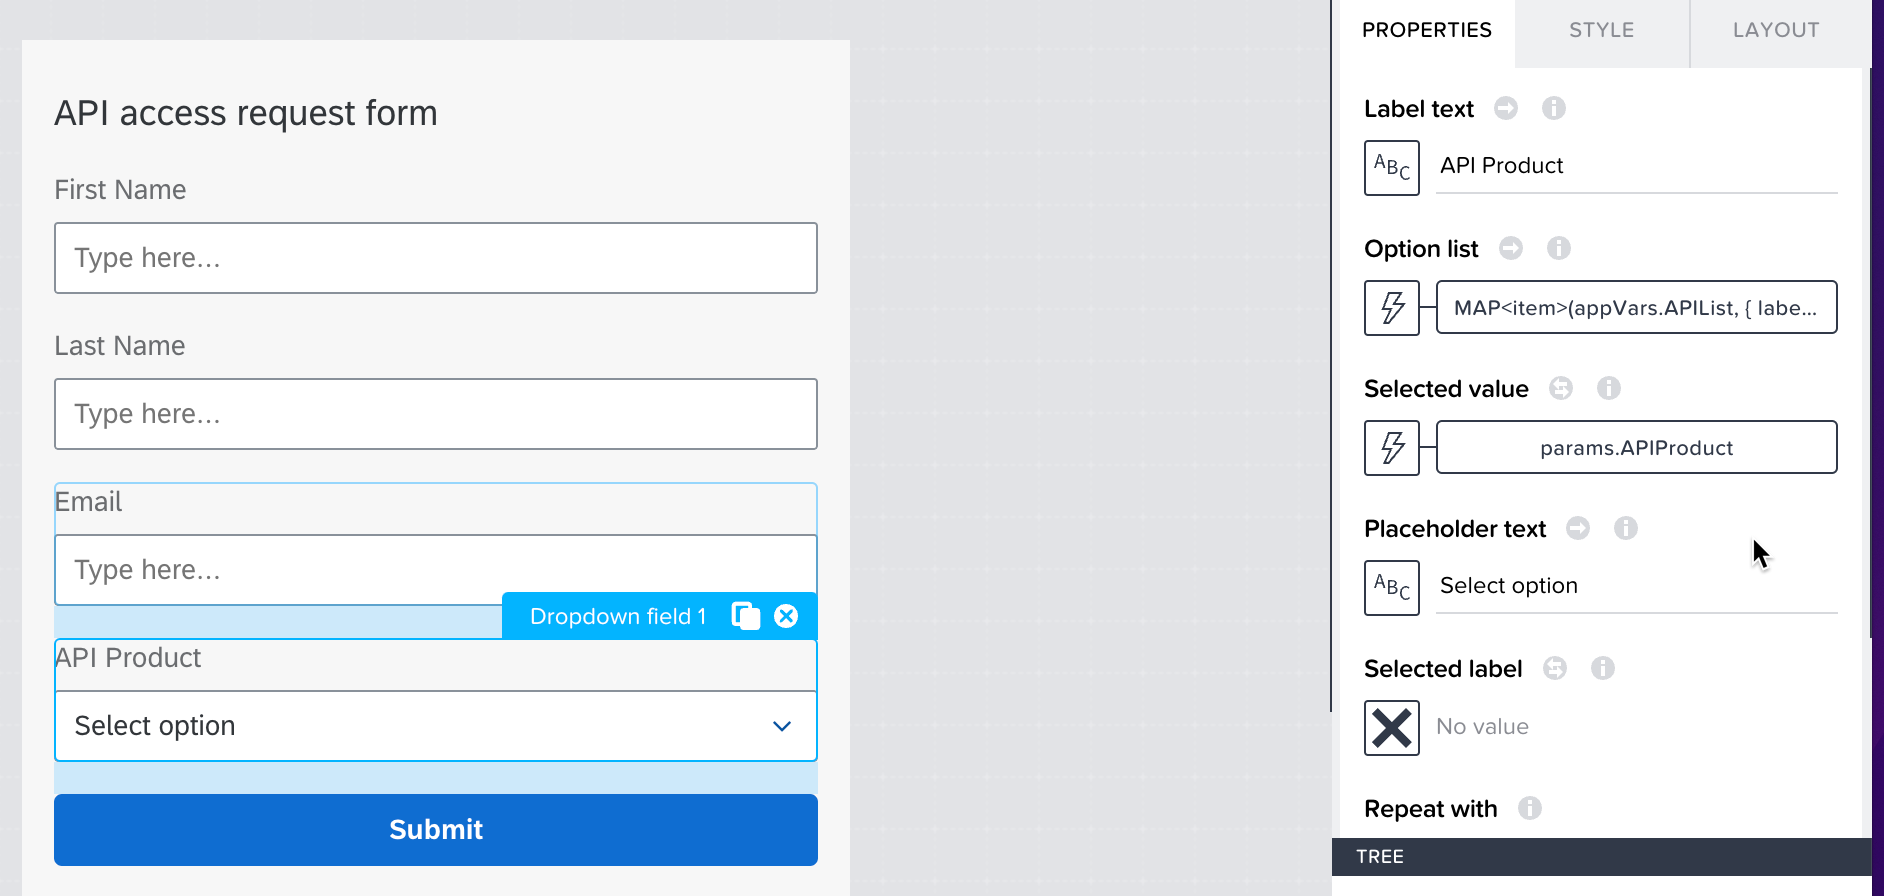 API access request form
First Name
Type here...
Last Name
Type here...
Email
Type here...
Dropdown field 1
API Product
Select option
Submit
PROPERTIES
STYLE
LAYOUT
Label text
ABC
API Product
Option list
MAP<item>(appVars.APIList, { labe...
Selected value
params.APIProduct
Placeholder text
ABC
Select option
Selected label
No value
Repeat with
TREE